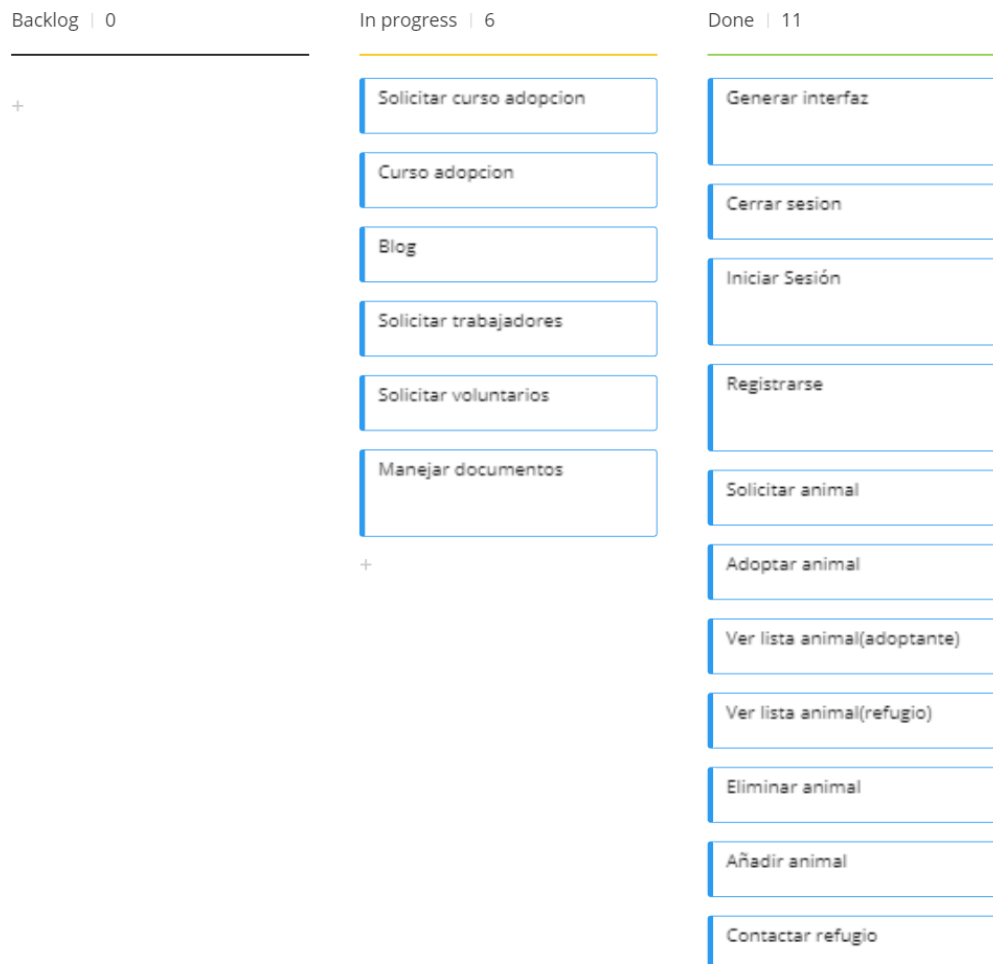 Backlog | 0
+
In progress | 6
Solicitar curso adopcion
Curso adopcion
Blog
Solicitar trabajadores
Solicitar voluntarios
Manejar documentos
+
Done | 11
Generar interfaz
Cerrar sesion
Iniciar Sesión
Registrarse
Solicitar animal
Adoptar animal
Ver lista animal(adoptante)
Ver lista animal(refugio)
Eliminar animal
Añadir animal
Contactar refugio